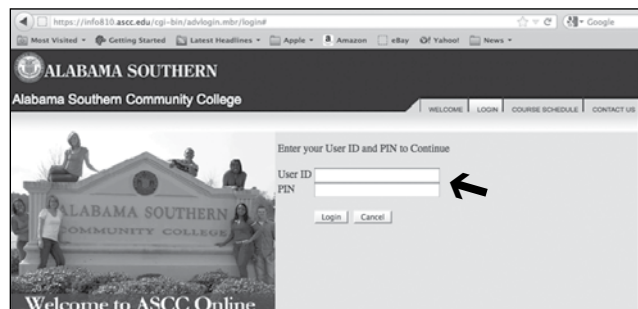 https://info810.ascc.edu/cgi-bin/advlogin.mbr/login#
Google
Most Visited
Getting Started
Latest Headlines
Apple
Amazon
eBay
Yahoo!
News
ALABAMA SOUTHERN
Alabama Southern Community College
WELCOME
LOGIN
COURSE SCHEDULE
CONTACT US
Enter your User ID and PIN to Continue
User ID
PIN
Login
Cancel
ALABAMA SOUTHERN
COMMUNITY COLLEGE
Welcome to ASCC Online